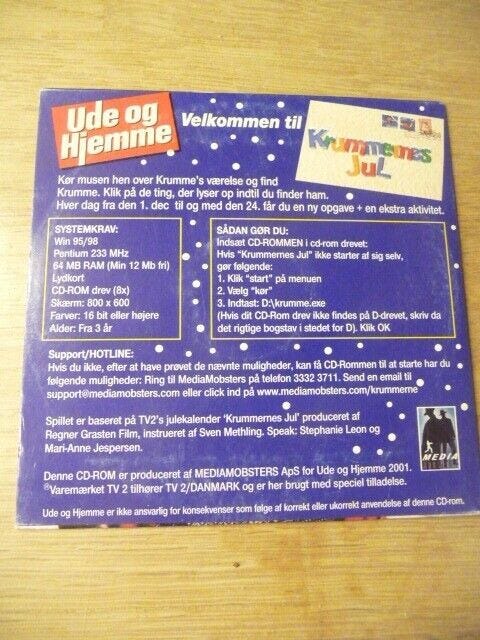 Ude og
Hjemme
Velkommen til
Krummernes
Jul
Kør musen hen over Krumme's værelse og find
Krumme. Klik på de ting, der lyser op indtil du finder ham.
Hver dag fra den 1. dec til og med den 24. får du en ny opgave + en ekstra aktivitet.
SYSTEMKRAV:
Win 95/98
Pentium 233 MHz
64 MB RAM (Min 12 Mb fri)
Lydkort
CD-ROM drev (8x)
Skærm: 800 x 600
Farver: 16 bit eller højere
Alder: Fra 3 år
SÅDAN GØR DU:
Indsæt CD-ROMMEN i cd-rom drevet:
Hvis "Krummernes Jul" ikke starter af sig selv,
gør følgende:
1. Klik "start" på menuen
2. Vælg "kør"
3. Indtast: D:\krumme.exe
(Hvis dit CD-Rom drev ikke findes på D-drevet, skriv da
det rigtige bogstav i stedet for D). Klik OK
Support/HOTLINE:
Hvis du ikke, efter at have prøvet de nævnte muligheder, kan få CD-Rommen til at starte har du
følgende muligheder: Ring til MediaMobsters på telefon 3332 3711. Send en email til
support@mediamobsters.com eller click ind på www.mediamobsters.com/krummerne
Spillet er baseret på TV2's julekalender 'Krummernes Jul' produceret af
Regner Grasten Film, instrueret af Sven Methling. Speak: Stephanie Leon og
Mari-Anne Jespersen.
MEDIA
Denne CD-ROM er produceret af MEDIAMOBSTERS ApS for Ude og Hjemme 2001.
Varemærket TV 2 tilhører TV 2/DANMARK og er her brugt med speciel tilladelse.
Ude og Hjemme er ikke ansvarlig for konsekvenser som følge af korrekt eller ukorrekt anvendelse af denne CD-rom.